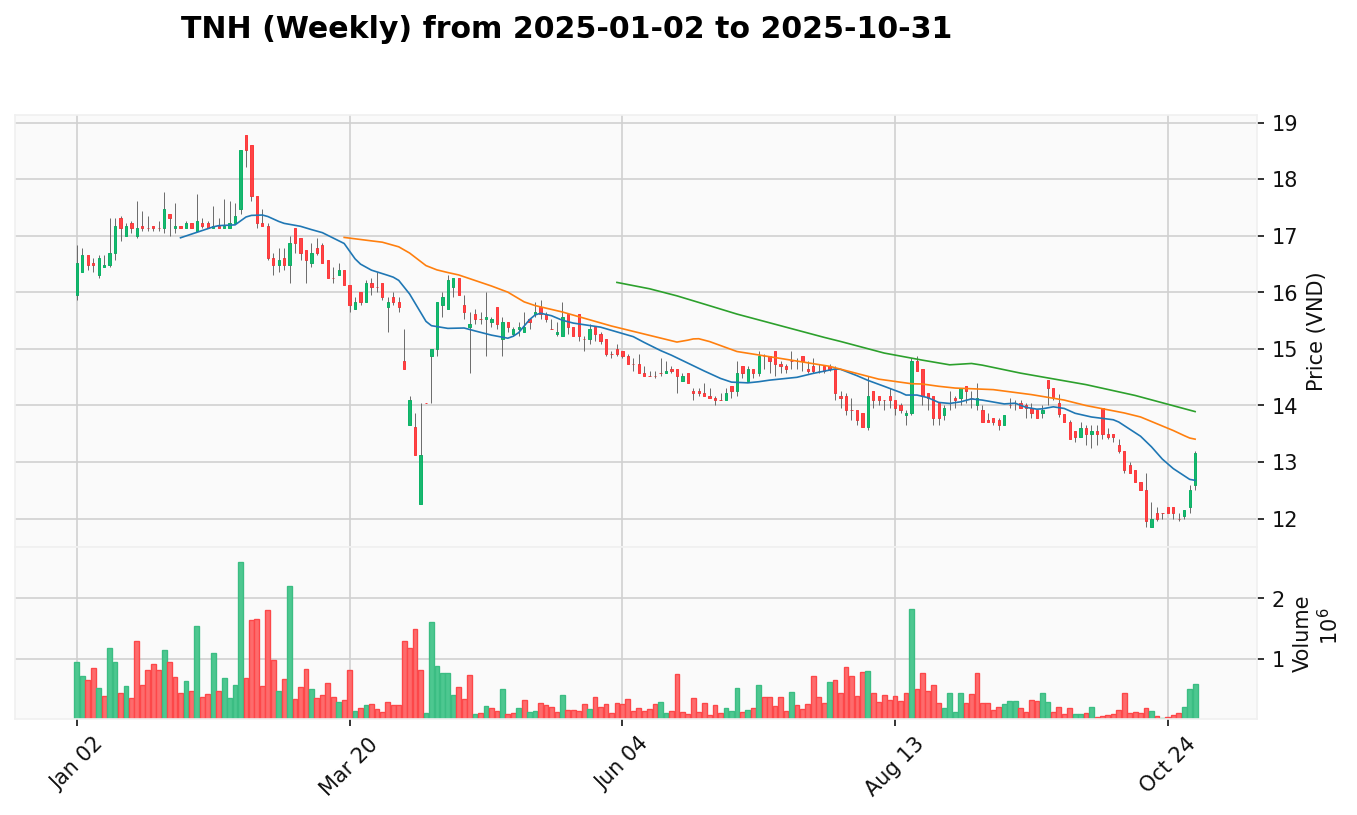 TNH (Weekly) from 2025-01-02 to 2025-10-31
19
18
17
16
15
14
13
12
Price (VND)
2
1
Volume
10⁶
Jan 02
Mar 20
Jun 04
Aug 13
Oct 24